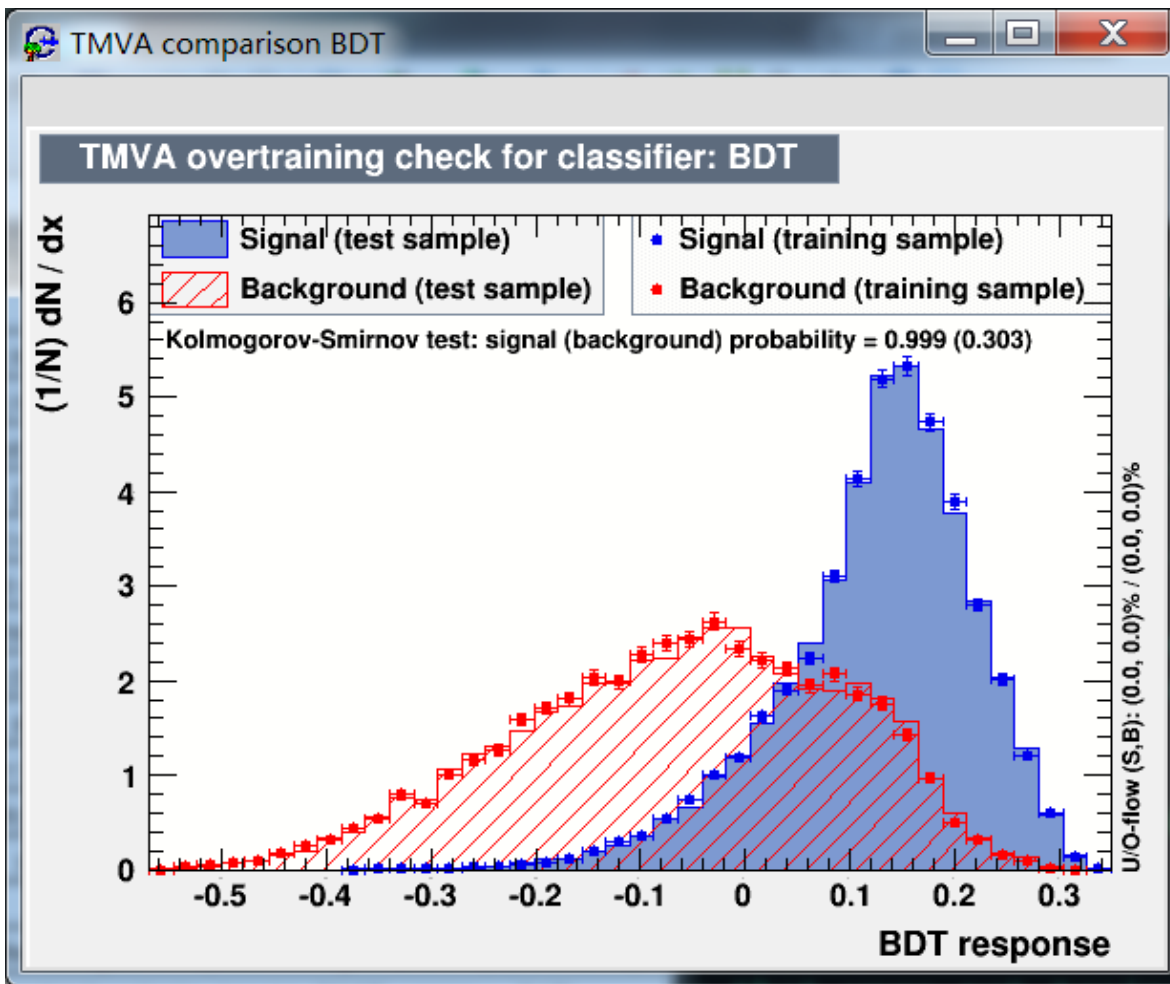 TMVA comparison BDT
TMVA overtraining check for classifier: BDT
Signal (test sample)
Background (test sample)
Signal (training sample)
Background (training sample)
Kolmogorov-Smirnov test: signal (background) probability = 0.999 (0.303)
(1/N) dN / dx
6
5
4
3
2
1
0
-0.5 -0.4 -0.3 -0.2 -0.1 0 0.1 0.2 0.3
BDT response
U/O-flow (S,B): (0.0, 0.0)% / (0.0, 0.0)%